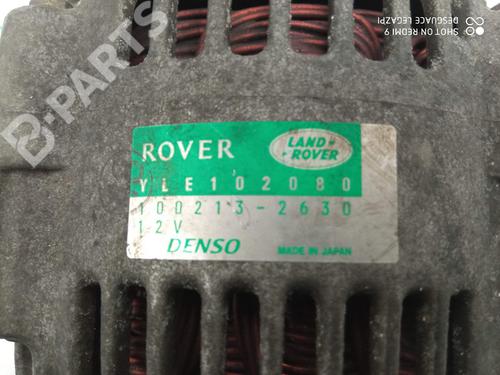 SHOT ON REDMI 9
DESGUACE LEGAZPI
B-PARTS
ROVER
LAND-
-ROVER
YLE102080
100213-2630
12V
DENSO
MADE IN JAPAN